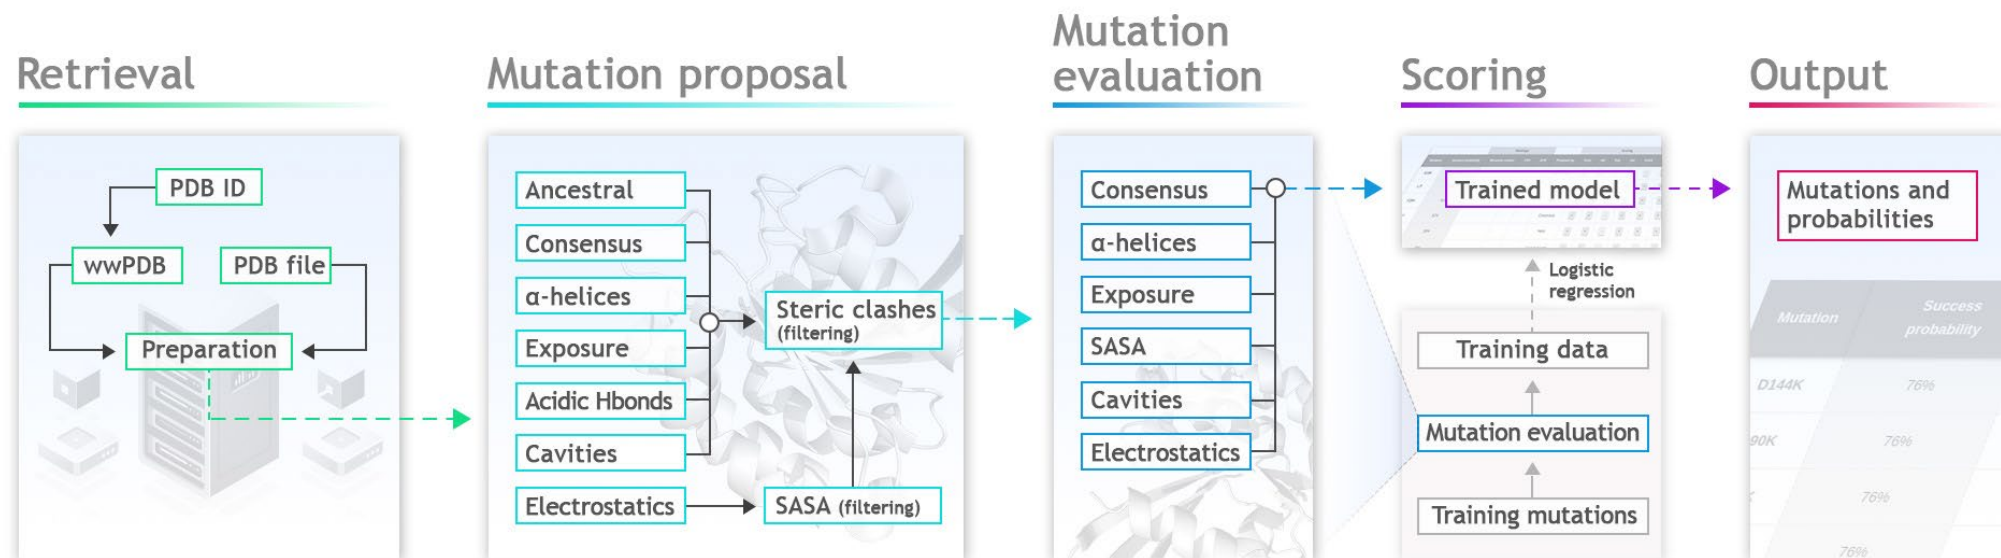 Retrieval
PDB ID
wwPDB
PDB file
Preparation
Mutation proposal
Ancestral
Consensus
α-helices
Exposure
Acidic Hbonds
Cavities
Electrostatics
Steric clashes
(filtering)
SASA (filtering)
Mutation
evaluation
Consensus
α-helices
Exposure
SASA
Cavities
Electrostatics
Scoring
Trained model
Logistic
regression
Training data
Mutation evaluation
Training mutations
Output
Mutations and
probabilities
Mutation
Success
probability
D144K
76%
90K
76%
76%
76%